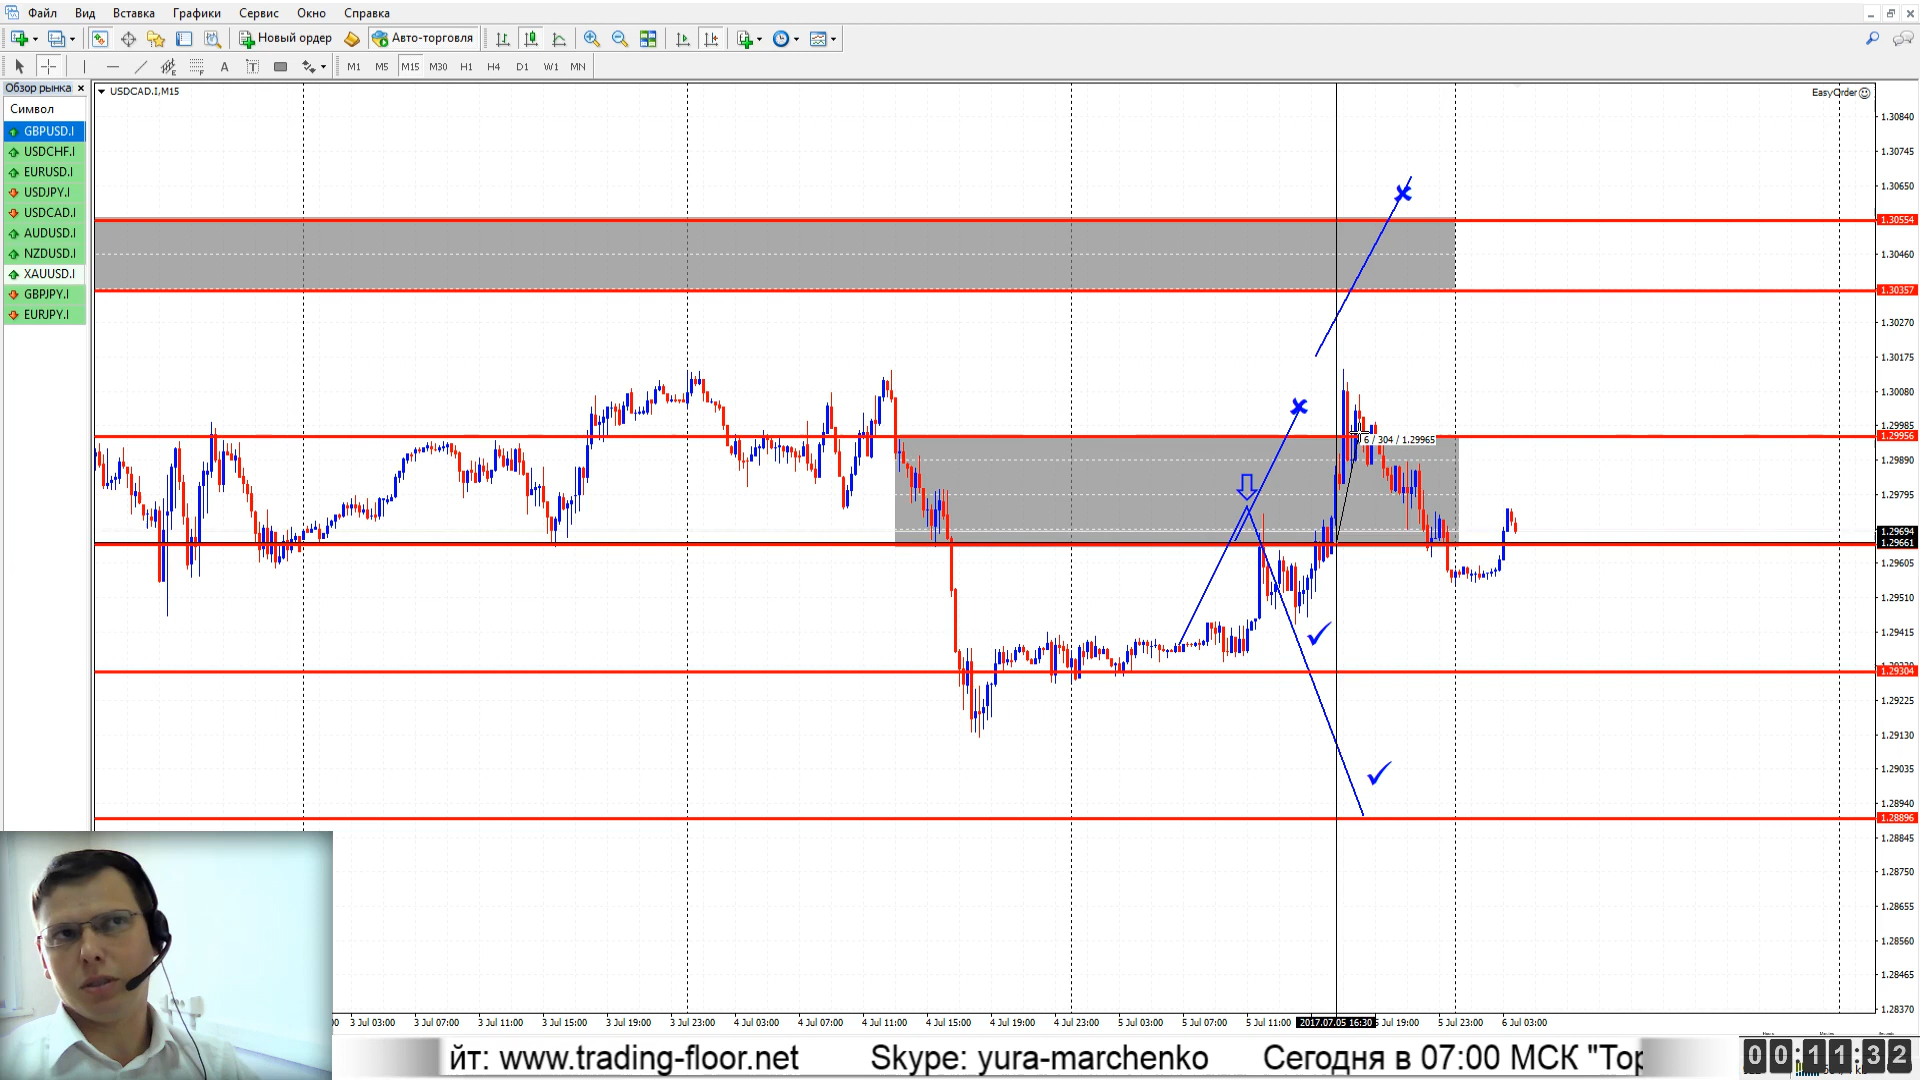 Файл Вид Вставка Графики Сервис Окно Справка
Новый ордер Авто-торговля
M1 M5 M15 M30 H1 H4 D1 W1 MN
Обзор рынка
Символ
GBPUSD.I
USDCHF.I
EURUSD.I
USDJPY.I
USDCAD.I
AUDUSD.I
NZDUSD.I
XAUUSD.I
GBPJPY.I
EURJPY.I
USDCAD.I,M15
EasyOrder
1.30840
1.30745
1.30650
1.30554
1.30460
1.30357
1.30270
1.30175
1.30080
1.29985
1.29956
6 / 304 / 1.29965
1.29890
1.29795
1.29694
1.29661
1.29605
1.29510
1.29415
1.29304
1.29225
1.29130
1.29035
1.28940
1.28896
1.28845
1.28750
1.28655
1.28560
1.28465
1.28370
3 Jul 03:00 3 Jul 07:00 3 Jul 11:00 3 Jul 15:00 3 Jul 19:00 3 Jul 23:00 4 Jul 03:00 4 Jul 07:00 4 Jul 11:00 4 Jul 15:00 4 Jul 19:00 4 Jul 23:00 5 Jul 03:00 5 Jul 07:00 5 Jul 11:00 2017.07.05 16:30 5 Jul 19:00 5 Jul 23:00 6 Jul 03:00
йт: www.trading-floor.net Skype: yura-marchenko Сегодня в 07:00 МСК "Тор
00:11:32